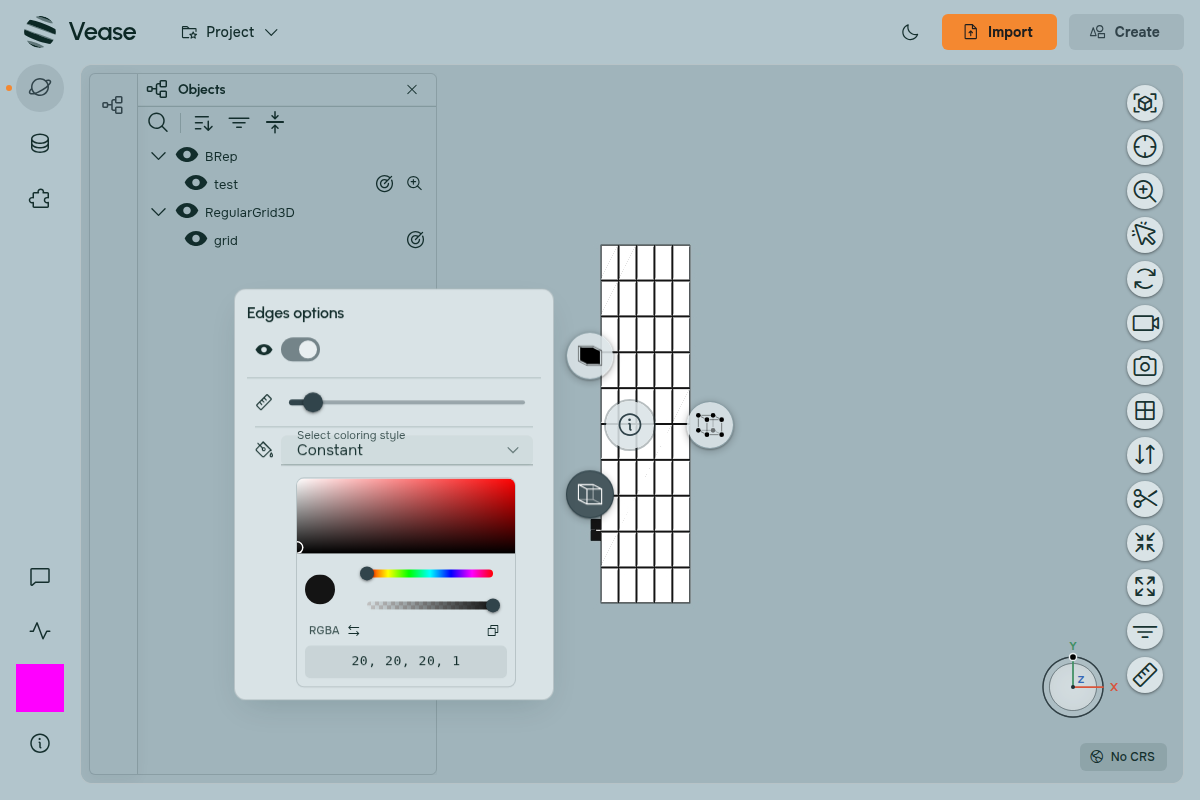 Vease
Project
Import
Create
Objects
BRep
test
RegularGrid3D
grid
Edges options
Select coloring style
Constant
RGBA
20, 20, 20, 1
Y
Z
X
No CRS